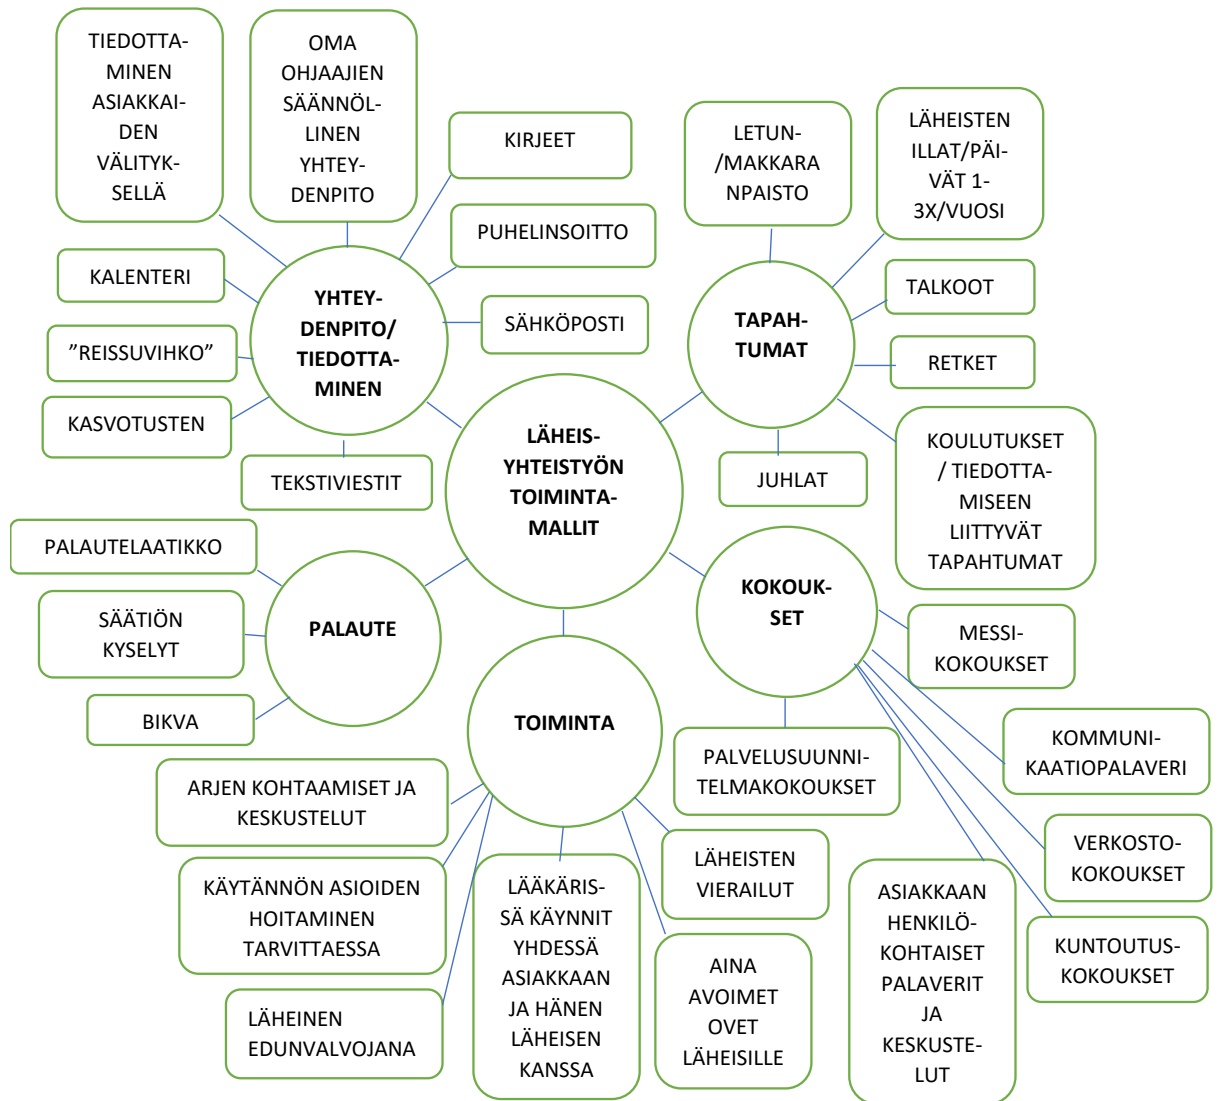 TIEDOTTA-
MINEN
ASIAKKAI-
DEN
VÄLITYK-
SELLÄ
OMA
OHJAAJIEN
SÄÄNNÖL-
LINEN
YHTEY-
DENPITO
KIRJEET
PUHELINSOITTO
SÄHKÖPOSTI
KALENTERI
”REISSUVIHKO”
KASVOTUSTEN
TEKSTIVIESTIT
YHTEY-
DENPITO/
TIEDOTTA-
MINEN
LETUN-
/MAKKARA
NPAISTO
LÄHEISTEN
ILLAT/PÄI-
VÄT 1-
3X/VUOSI
TALKOOT
RETKET
KOULUTUKSET
/ TIEDOTTA-
MISEEN
LIITTYVÄT
TAPAHTUMAT
JUHLAT
TAPAH-
TUMAT
LÄHEIS-
YHTEISTYÖN
TOIMINTA-
MALLIT
PALAUTELAATIKKO
SÄÄTIÖN
KYSELYT
BIKVA
PALAUTE
TOIMINTA
KOKOUK-
SET
MESSI-
KOKOUKSET
KOMMUNI-
KAATIOPALAVERI
VERKOSTO-
KOKOUKSET
KUNTOUTUS-
KOKOUKSET
ASIAKKAAN
HENKILÖ-
KOHTAISET
PALAVERIT
JA
KESKUSTE-
LUT
PALVELUSUUNNI-
TELMAKOKOUKSET
ARJEN KOHTAAMISET JA
KESKUSTELUT
KÄYTÄNNÖN ASIOIDEN
HOITAMINEN
TARVITTAESSA
LÄHEINEN
EDUNVALVOJANA
LÄÄKÄRIS-
SÄ KÄYNNIT
YHDESSÄ
ASIAKKAAN
JA HÄNEN
LÄHEISEN
KANSSA
LÄHEISTEN
VIERAILUT
AINA
AVOIMET
OVET
LÄHEISILLE